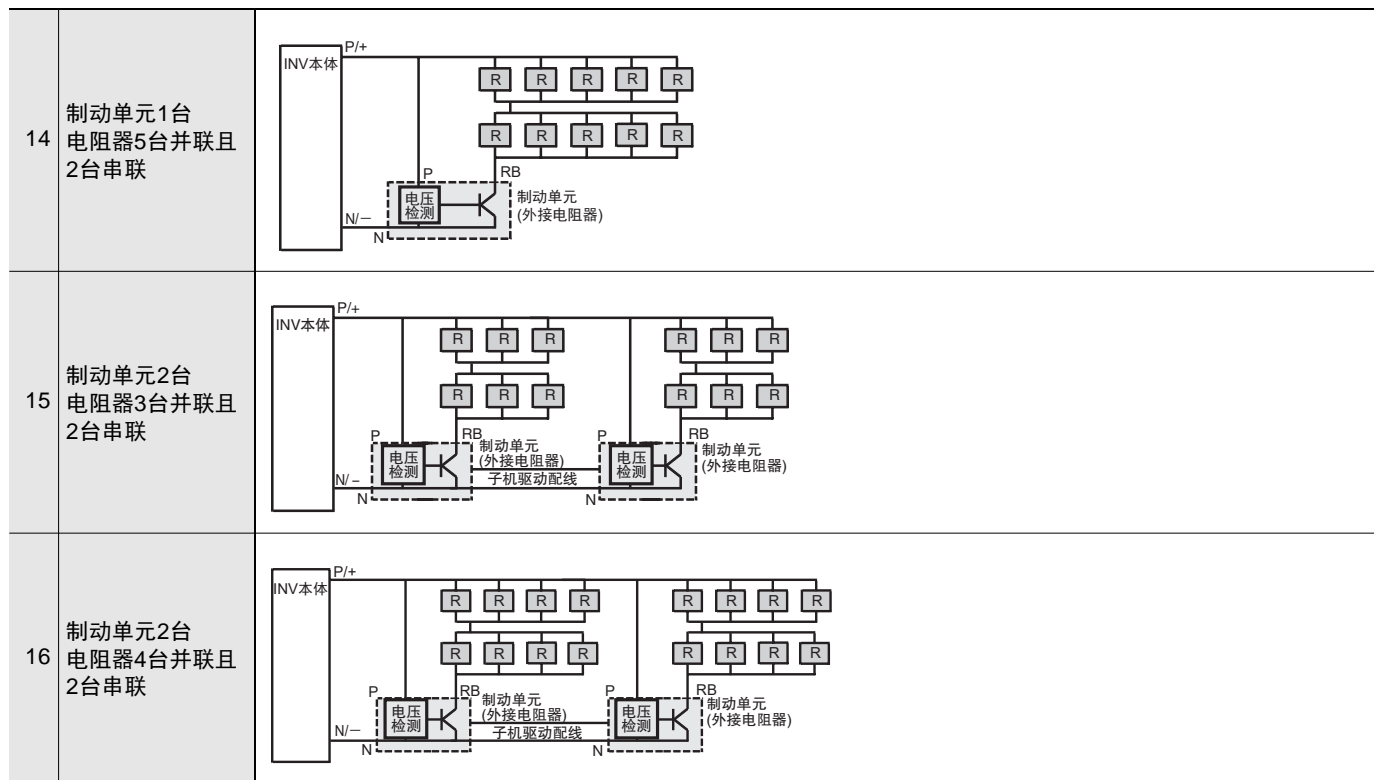 14
制动单元1台
电阻器5台并联且
2台串联
INV本体
P/+
R R R R R
R R R R R
P
RB
电压
检测
制动单元
(外接电阻器)
N/－
N
15
制动单元2台
电阻器3台并联且
2台串联
INV本体
P/+
R R R R R R
R R R R R R
P
RB
电压
检测
制动单元
(外接电阻器)
子机驱动配线
P
RB
电压
检测
制动单元
(外接电阻器)
N/－
N
N
16
制动单元2台
电阻器4台并联且
2台串联
INV本体
P/+
R R R R R R R R
R R R R R R R R
P
RB
电压
检测
制动单元
(外接电阻器)
子机驱动配线
P
RB
电压
检测
制动单元
(外接电阻器)
N/－
N
N